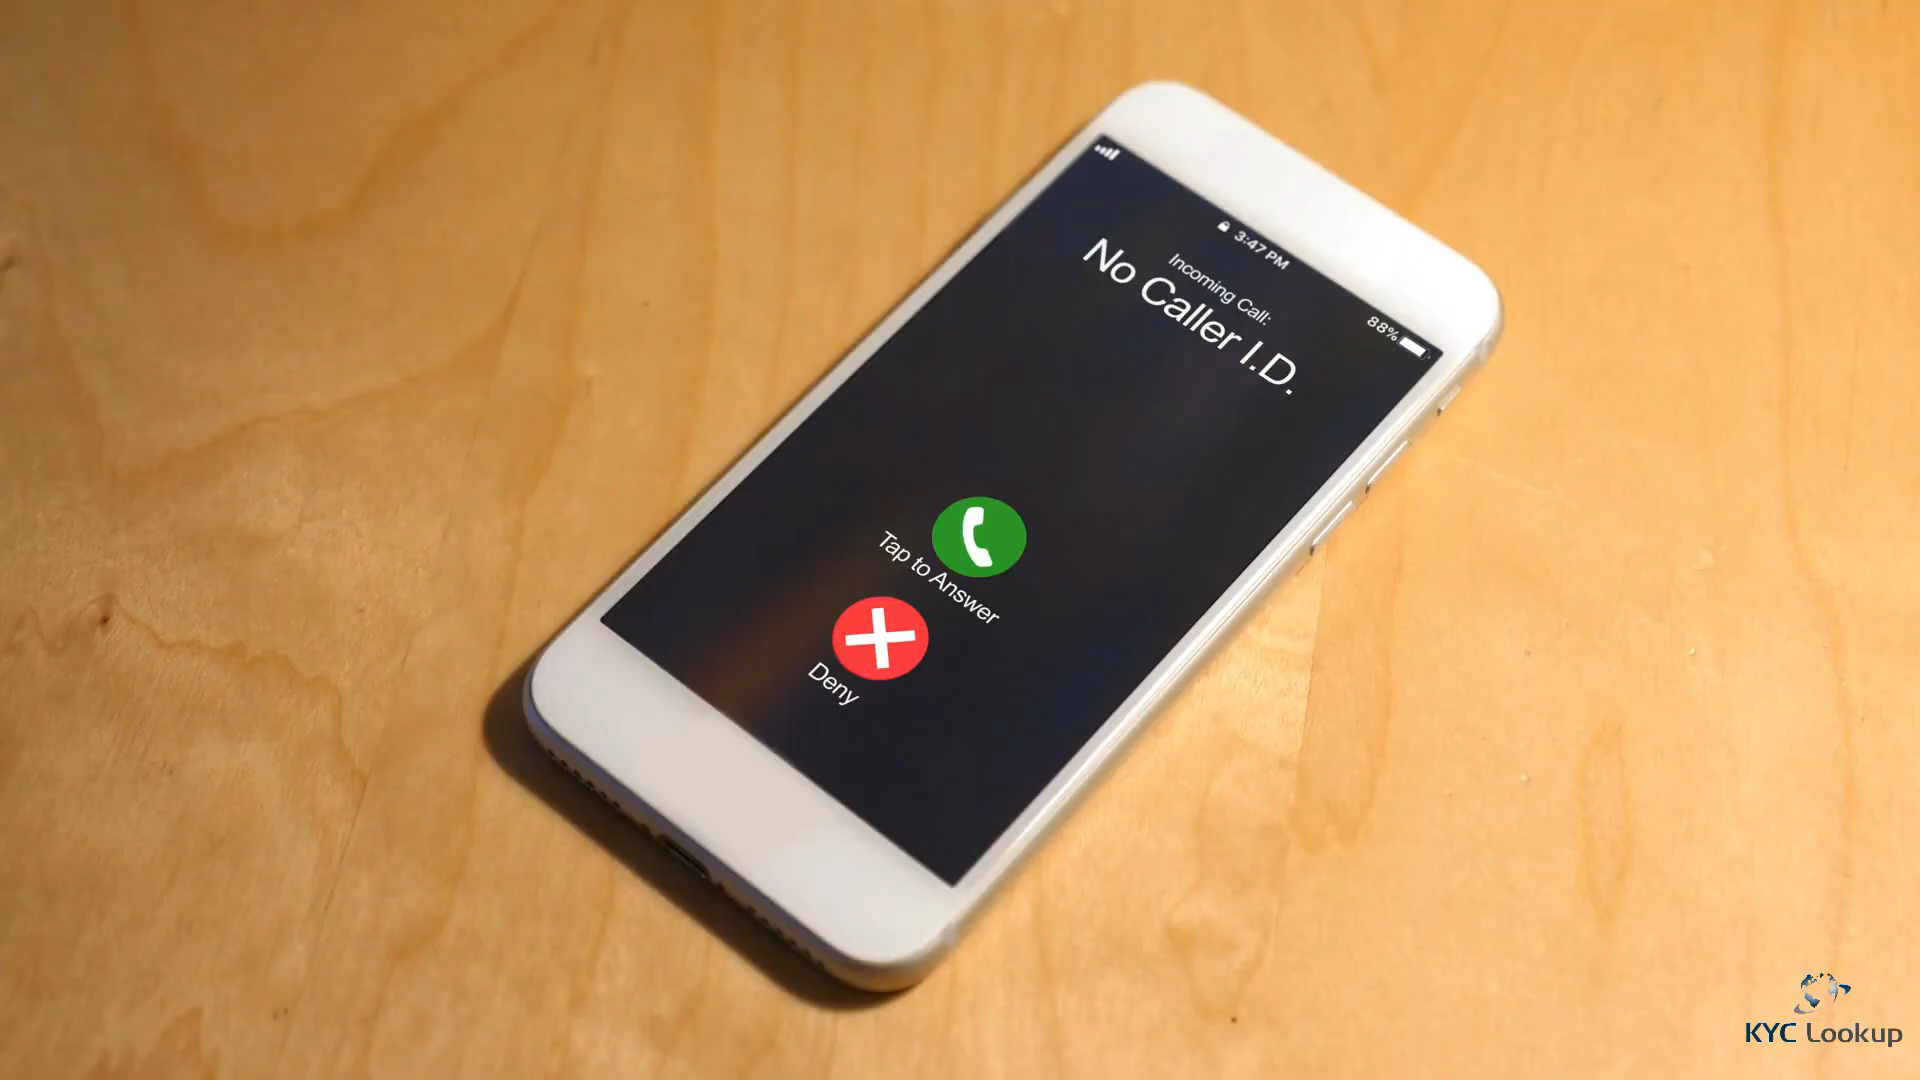 3:47 PM
88%
Incoming Call:
No Caller I.D.
Tap to Answer
Deny
KYC Lookup